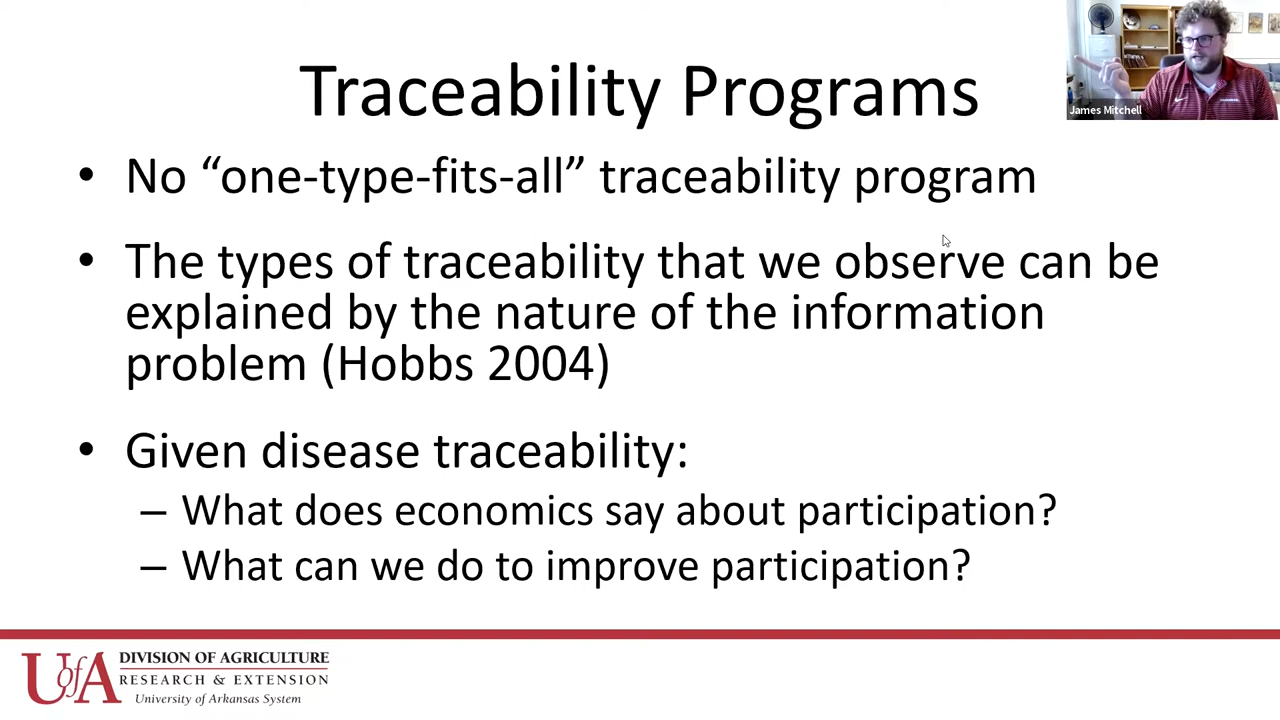 Traceability Programs
James Mitchell
• No “one-type-fits-all” traceability program
• The types of traceability that we observe can be
explained by the nature of the information
problem (Hobbs 2004)
• Given disease traceability:
– What does economics say about participation?
– What can we do to improve participation?
UofA
DIVISION OF AGRICULTURE
RESEARCH & EXTENSION
University of Arkansas System